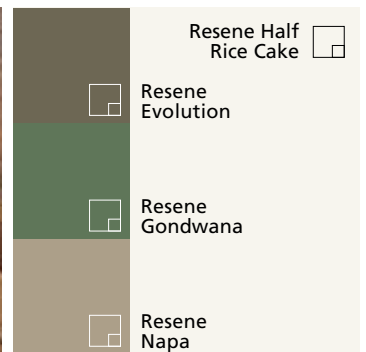 Resene Half
Rice Cake
Resene
Evolution
Resene
Gondwana
Resene
Napa